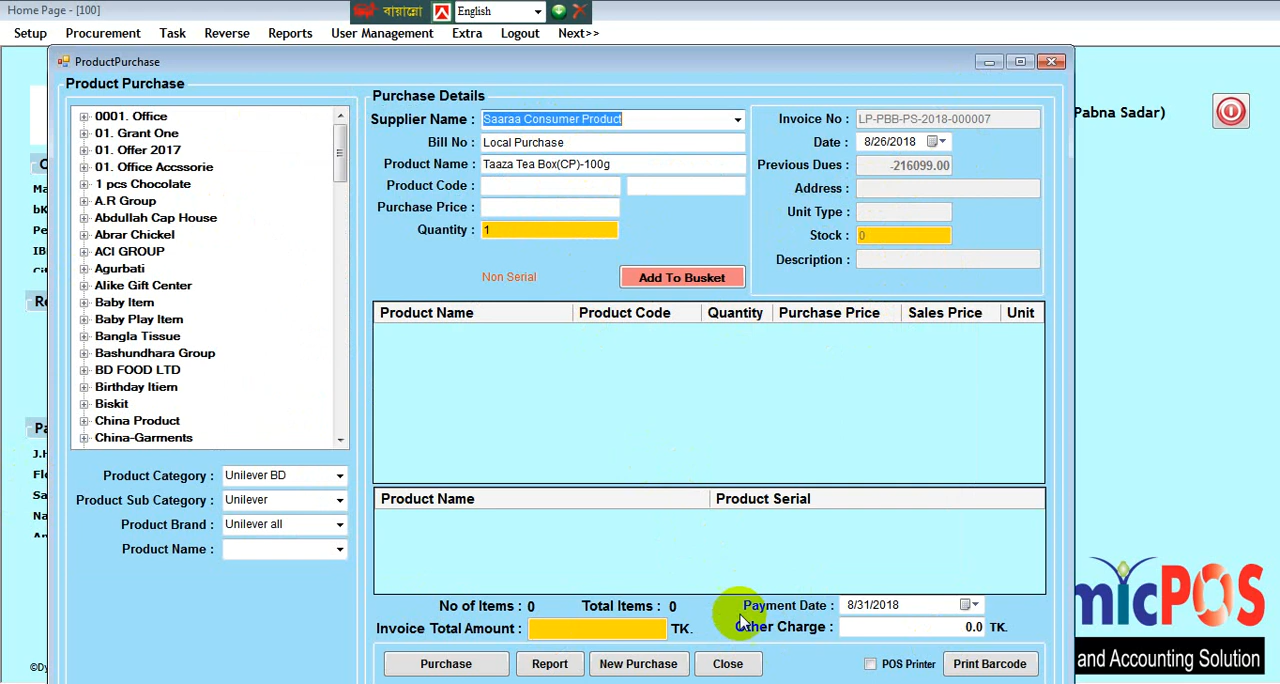 Home Page - [100]
বায়ান্নো English
Setup Procurement Task Reverse Reports User Management Extra Logout Next>>
ProductPurchase
Product Purchase
0001. Office
01. Grant One
01. Offer 2017
01. Office Accssorie
1 pcs Chocolate
A.R Group
Abdullah Cap House
Abrar Chickel
ACI GROUP
Agurbati
Alike Gift Center
Baby Item
Baby Play Item
Bangla Tissue
Bashundhara Group
BD FOOD LTD
Birthday Itiem
Biskit
China Product
China-Garments
Product Category : Unilever BD
Product Sub Category : Unilever
Product Brand : Unilever all
Product Name :
Purchase Details
Supplier Name : Saaraa Consumer Product
Bill No : Local Purchase
Product Name : Taaza Tea Box(CP)-100g
Product Code :
Purchase Price :
Quantity : 1
Non Serial Add To Busket
Invoice No : LP-PBB-PS-2018-000007
Date : 8/26/2018
Previous Dues : -216099.00
Address :
Unit Type :
Stock : 0
Description :
Product Name Product Code Quantity Purchase Price Sales Price Unit
Product Name Product Serial
No of Items : 0 Total Items : 0 Payment Date : 8/31/2018
Invoice Total Amount : TK. Other Charge : 0.0 TK.
Purchase Report New Purchase Close POS Printer Print Barcode
Pabna Sadar)
micPOS
and Accounting Solution